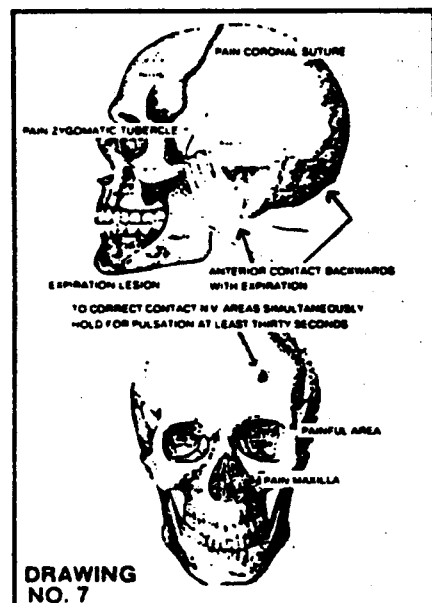 PAIN CORONAL SUTURE
PAIN ZYGOMATIC TUBERCLE
EXPIRATION LESION
ANTERIOR CONTACT BACKWARDS
WITH EXPIRATION
TO CORRECT CONTACT N.V. AREAS SIMULTANEOUSLY
HOLD FOR PULSATION AT LEAST THIRTY SECONDS
PAINFUL AREA
PAIN MAXILLA
DRAWING
NO. 7